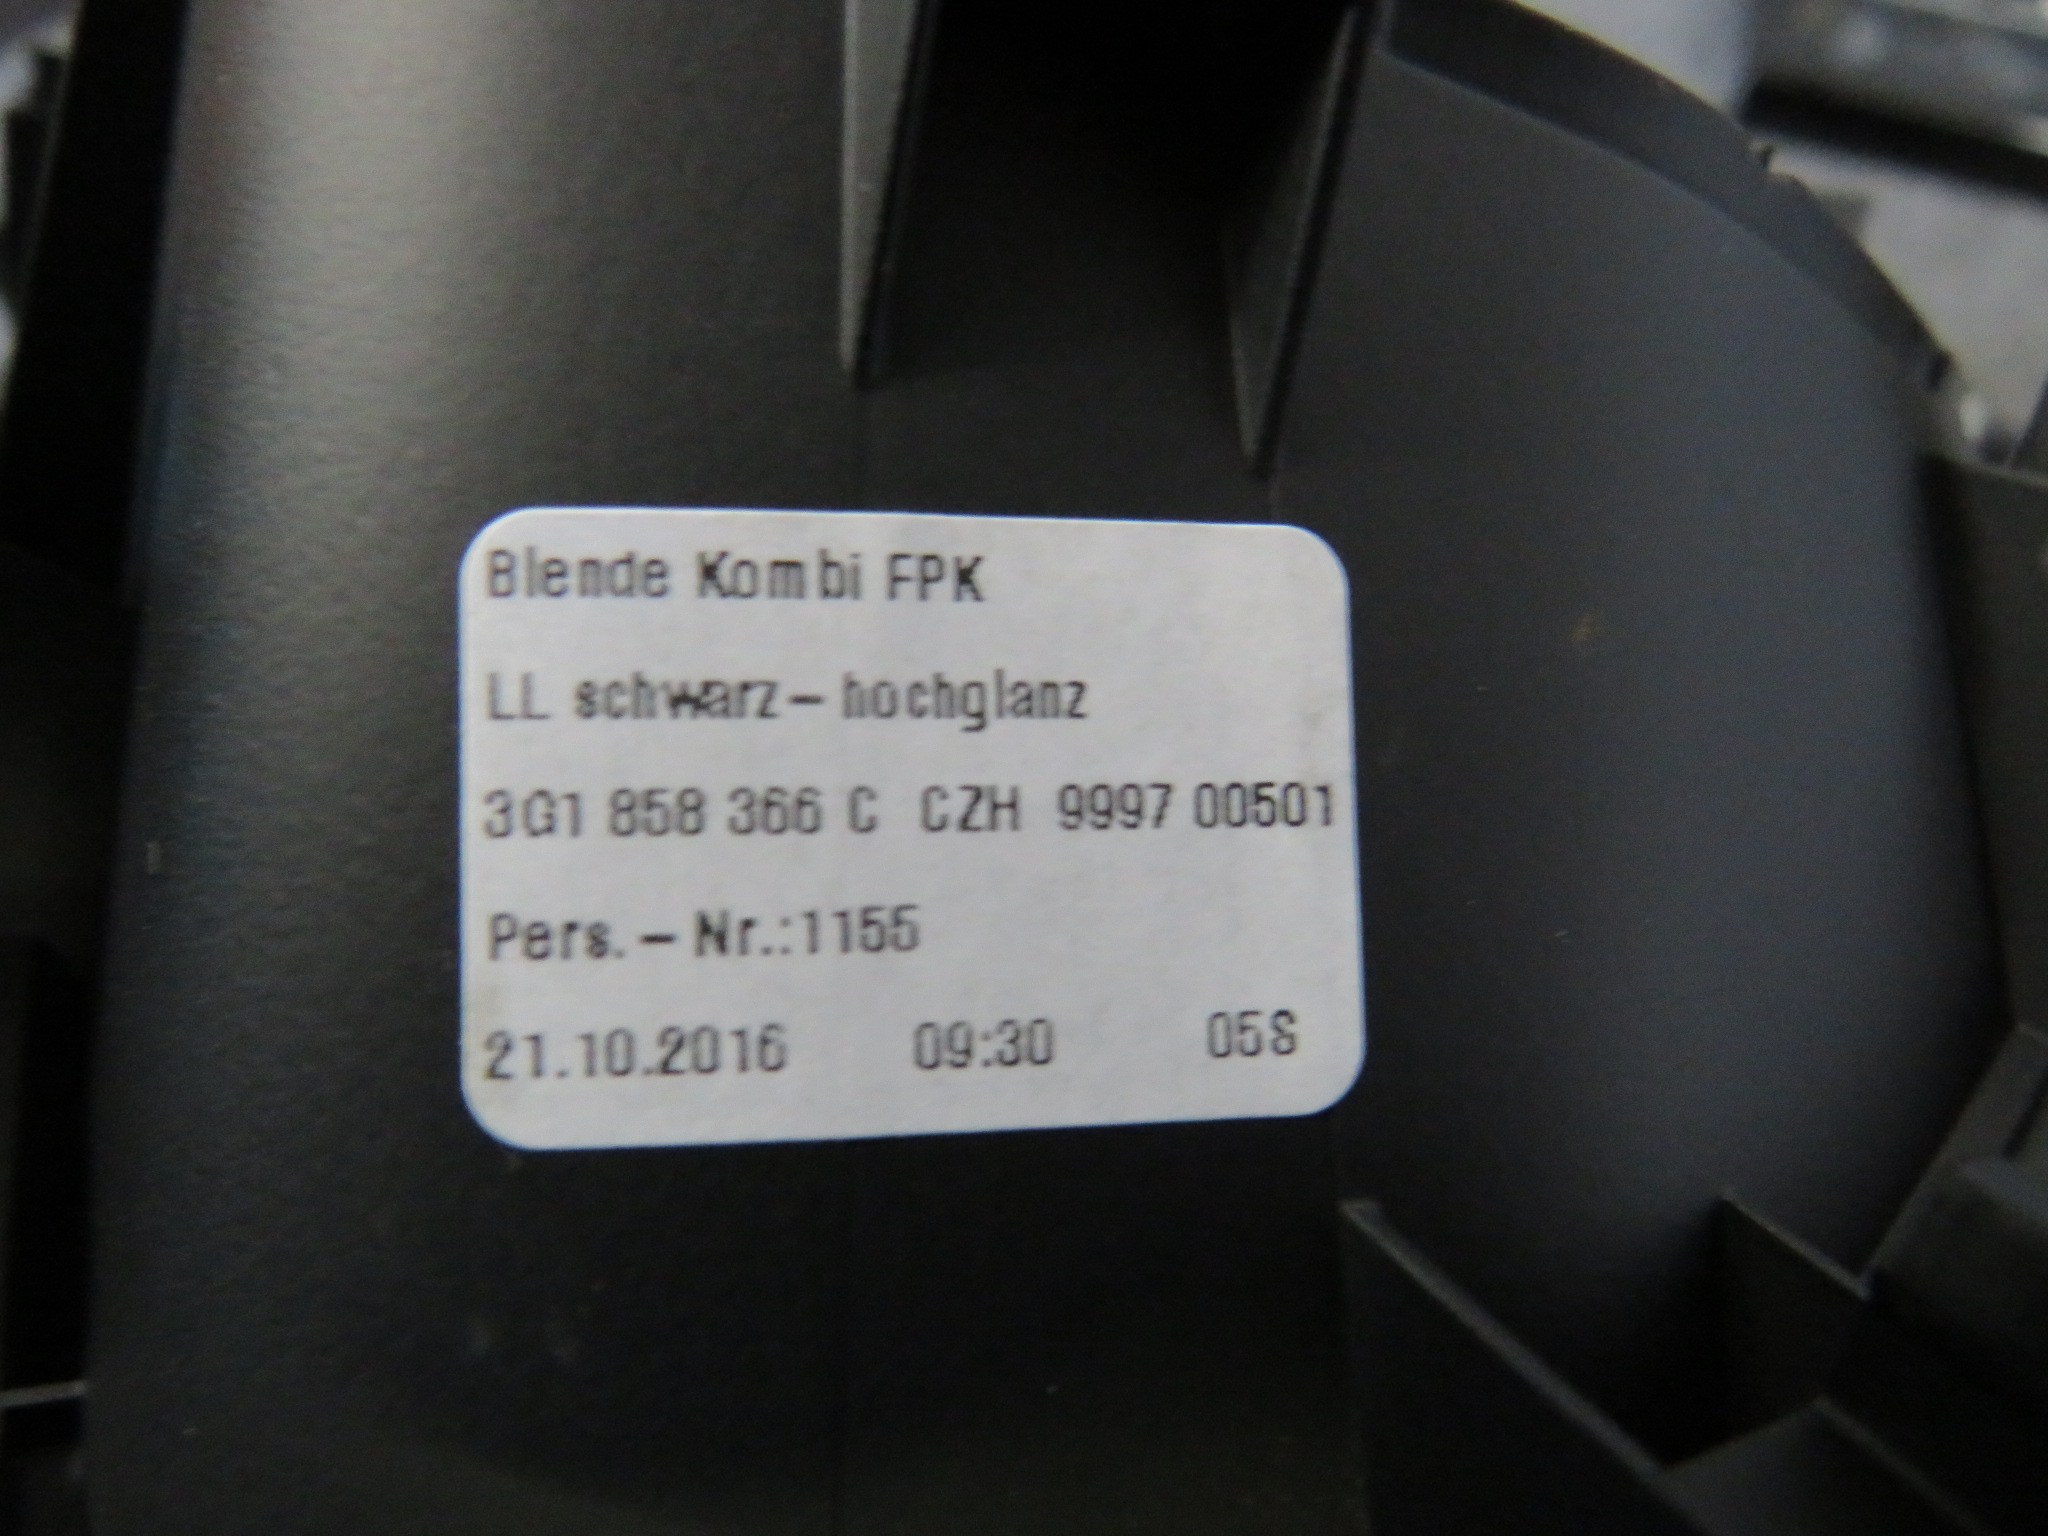 Blende Kombi FPK
LL schwarz-hochglanz
3G1 858 366 C CZH 9997 00501
Pers.-Nr.:1155
21.10.2016 09:30 05S